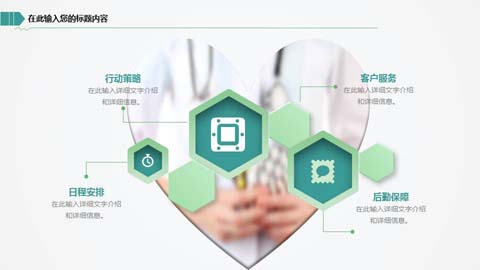 在此输入您的标题内容
行动策略
在此输入详细文字介绍
和详细信息。
客户服务
在此输入详细文字介绍
和详细信息。
日程安排
在此输入详细文字介绍
和详细信息。
后勤保障
在此输入详细文字介绍
和详细信息。